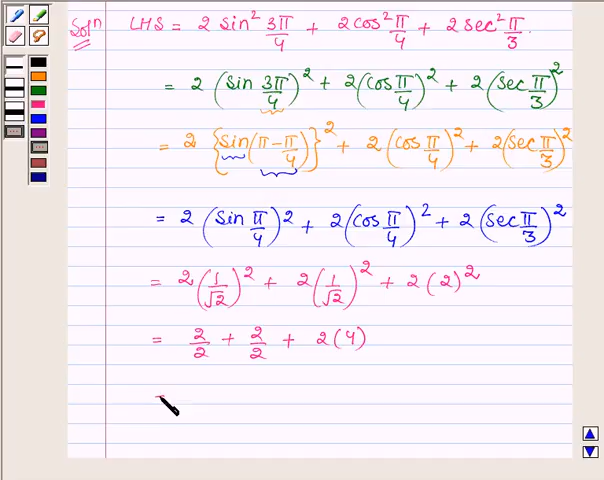 Solⁿ LHS = 2 sin² 3π/4 + 2cos² π/4 + 2 sec² π/3.
= 2 (sin 3π/4)² + 2(cos π/4)² + 2(sec π/3)²
= 2 {sin(π - π/4)}² + 2(cos π/4)² + 2(sec π/3)²
= 2 (sin π/4)² + 2(cos π/4)² + 2(sec π/3)²
= 2(1/√2)² + 2(1/√2)² + 2(2)²
= 2/2 + 2/2 + 2(4)